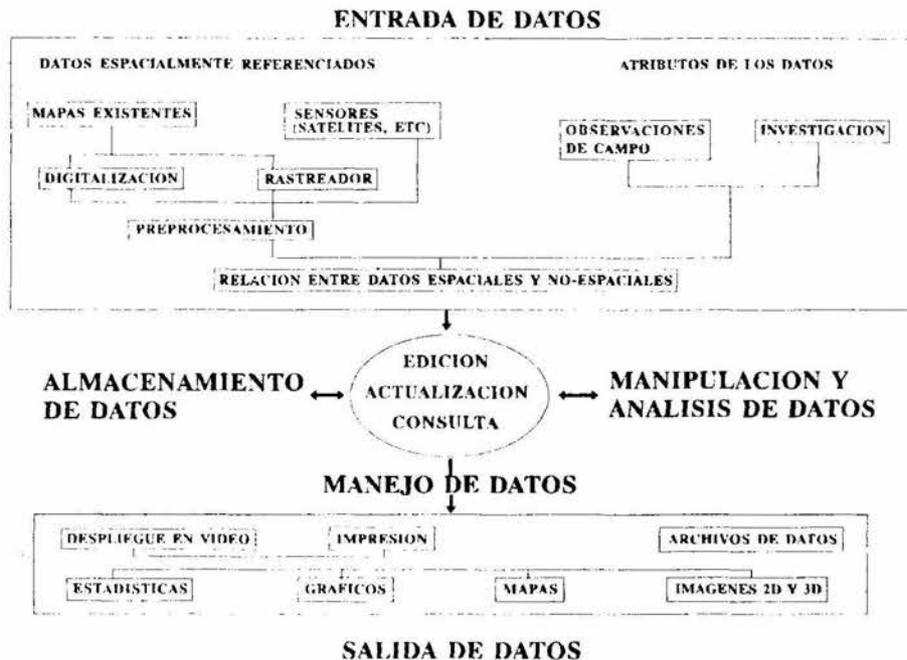 ENTRADA DE DATOS
DATOS ESPACIALMENTE REFERENCIADOS
ATRIBUTOS DE LOS DATOS
MAPAS EXISTENTES
SENSORES
(SATELITES, ETC)
OBSERVACIONES
DE CAMPO
INVESTIGACION
DIGITALIZACION
RASTREADOR
PREPROCESAMIENTO
RELACION ENTRE DATOS ESPACIALES Y NO-ESPACIALES
ALMACENAMIENTO
DE DATOS
EDICION
ACTUALIZACION
CONSULTA
MANIPULACION Y
ANALISIS DE DATOS
MANEJO DE DATOS
DESPLIEGUE EN VIDEO
IMPRESION
ARCHIVOS DE DATOS
ESTADISTICAS
GRAFICOS
MAPAS
IMAGENES 2D Y 3D
SALIDA DE DATOS